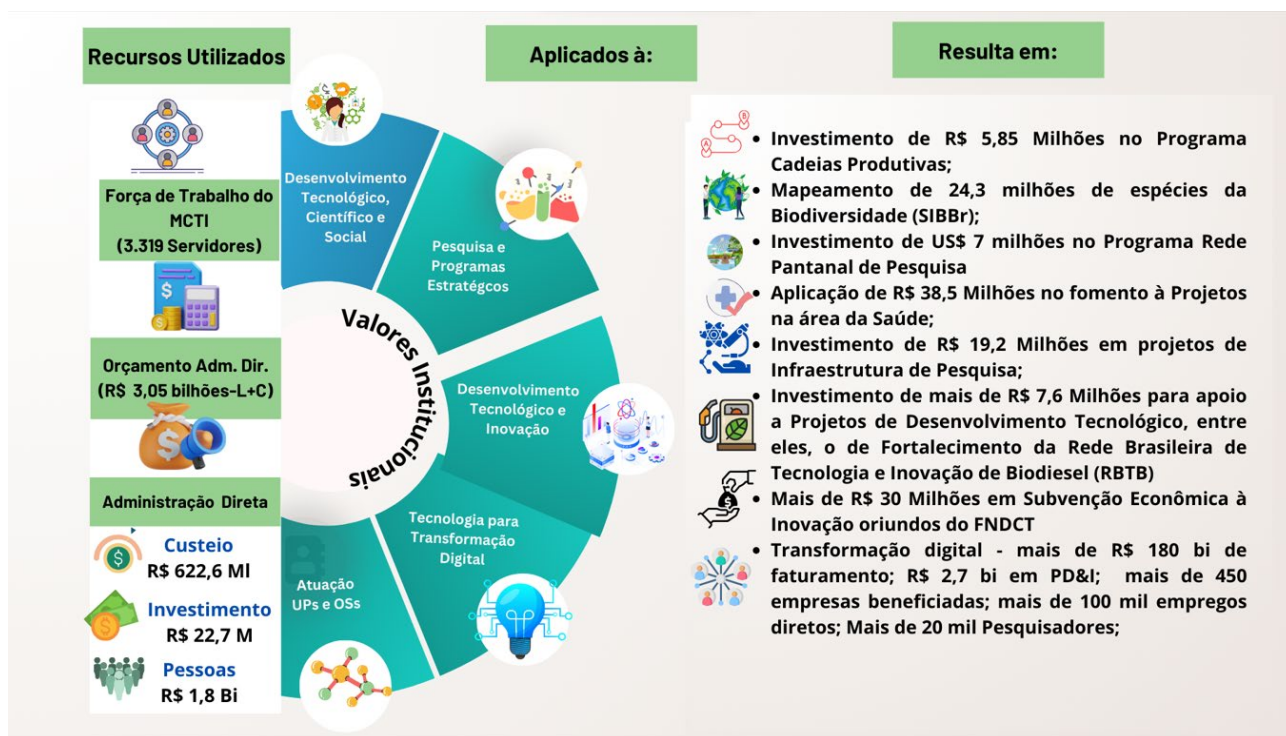 Recursos Utilizados
Força de Trabalho do
MCTI
(3.319 Servidores)
Orçamento Adm. Dir.
(R$ 3,05 bilhões-L+C)
Administração Direta
Custeio
R$ 622,6 Ml
Investimento
R$ 22,7 M
Pessoas
R$ 1,8 Bi
Aplicados à:
Valores Institucionais
Desenvolvimento
Tecnológico,
Científico e
Social
Pesquisa e
Programas
Estratégcos
Desenvolvimento
Tecnológico e
Inovação
Tecnologia para
Transformação
Digital
Atuação
UPs e OSs
Resulta em:
• Investimento de R$ 5,85 Milhões no Programa
Cadeias Produtivas;
• Mapeamento de 24,3 milhões de espécies da
Biodiversidade (SIBBr);
• Investimento de US$ 7 milhões no Programa Rede
Pantanal de Pesquisa
• Aplicação de R$ 38,5 Milhões no fomento à Projetos
na área da Saúde;
• Investimento de R$ 19,2 Milhões em projetos de
Infraestrutura de Pesquisa;
• Investimento de mais de R$ 7,6 Milhões para apoio
a Projetos de Desenvolvimento Tecnológico, entre
eles, o de Fortalecimento da Rede Brasileira de
Tecnologia e Inovação de Biodiesel (RBTB)
• Mais de R$ 30 Milhões em Subvenção Econômica à
Inovação oriundos do FNDCT
• Transformação digital - mais de R$ 180 bi de
faturamento; R$ 2,7 bi em PD&I; mais de 450
empresas beneficiadas; mais de 100 mil empregos
diretos; Mais de 20 mil Pesquisadores;